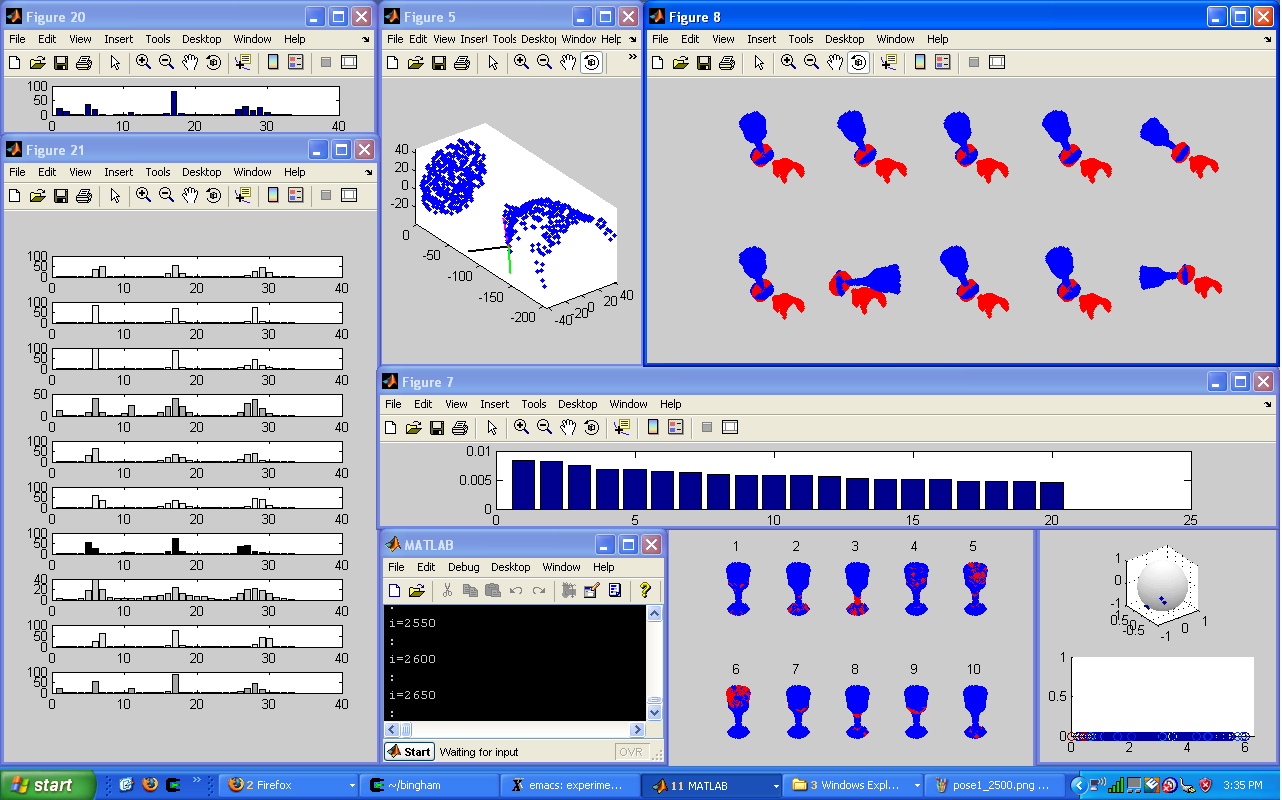 Figure 20
File Edit View Insert Tools Desktop Window Help
100
50
0
0 10 20 30 40
Figure 21
File Edit View Insert Tools Desktop Window Help
100
50
0
0 10 20 30 40
100
50
0
0 10 20 30 40
100
50
0
0 10 20 30 40
50
0
0 10 20 30 40
100
50
0
0 10 20 30 40
100
50
0
0 10 20 30 40
100
50
0
0 10 20 30 40
40
20
0
0 10 20 30 40
100
50
0
0 10 20 30 40
100
50
0
0 10 20 30 40
Figure 5
File Edit View Insert Tools Desktop Window Help
40
20
0
-20
0
-50
-100
-150
-200
-40 -20 0 20 40
Figure 8
File Edit View Insert Tools Desktop Window Help
Figure 7
File Edit View Insert Tools Desktop Window Help
0.01
0.005
0
0 5 10 15 20 25
MATLAB
File Edit Debug Desktop Window Help
:
i=2550
:
i=2600
:
i=2650
:
Start Waiting for input OVR
1 2 3 4 5
6 7 8 9 10
1
0
-1
1
0.5
0
-0.5
-1 0 1
1
0.5
0
0 2 4 6
start
2 Firefox
~/bingham
emacs: experime...
11 MATLAB
3 Windows Expl...
pose1_2500.png ...
3:35 PM